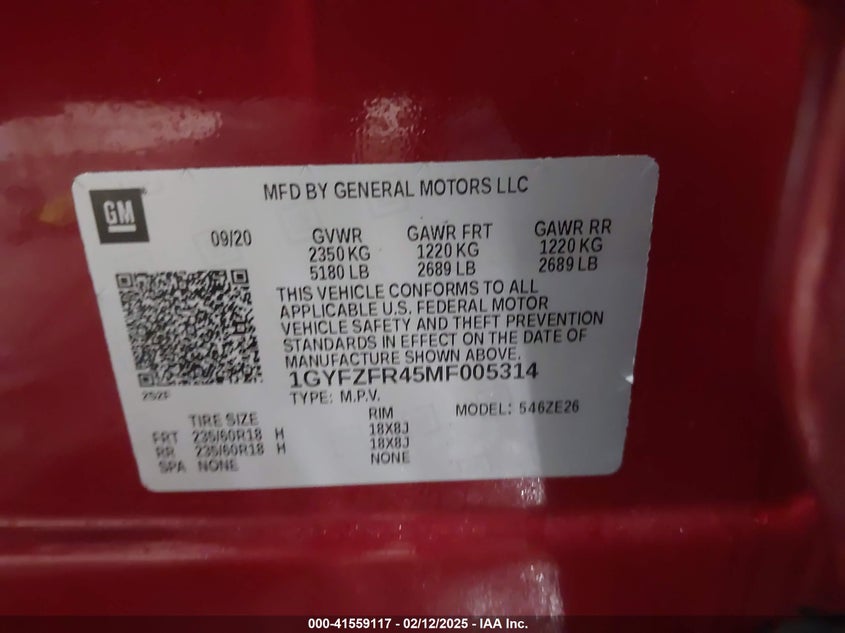 GM
MFD BY GENERAL MOTORS LLC
09/20 GVWR GAWR FRT GAWR RR
2350 KG 1220 KG 1220 KG
5180 LB 2689 LB 2689 LB
THIS VEHICLE CONFORMS TO ALL
APPLICABLE U.S. FEDERAL MOTOR
VEHICLE SAFETY AND THEFT PREVENTION
STANDARDS IN EFFECT ON THE DATE OF
MANUFACTURE SHOWN ABOVE.
1GYFZFR45MF005314
2S2F
TYPE: M.P.V. MODEL: 546ZE26
TIRE SIZE RIM
FRT 235/60R18 H 18X8J
RR 235/60R18 H 18X8J
SPA NONE NONE
000-41559117 - 02/12/2025 - IAA Inc.